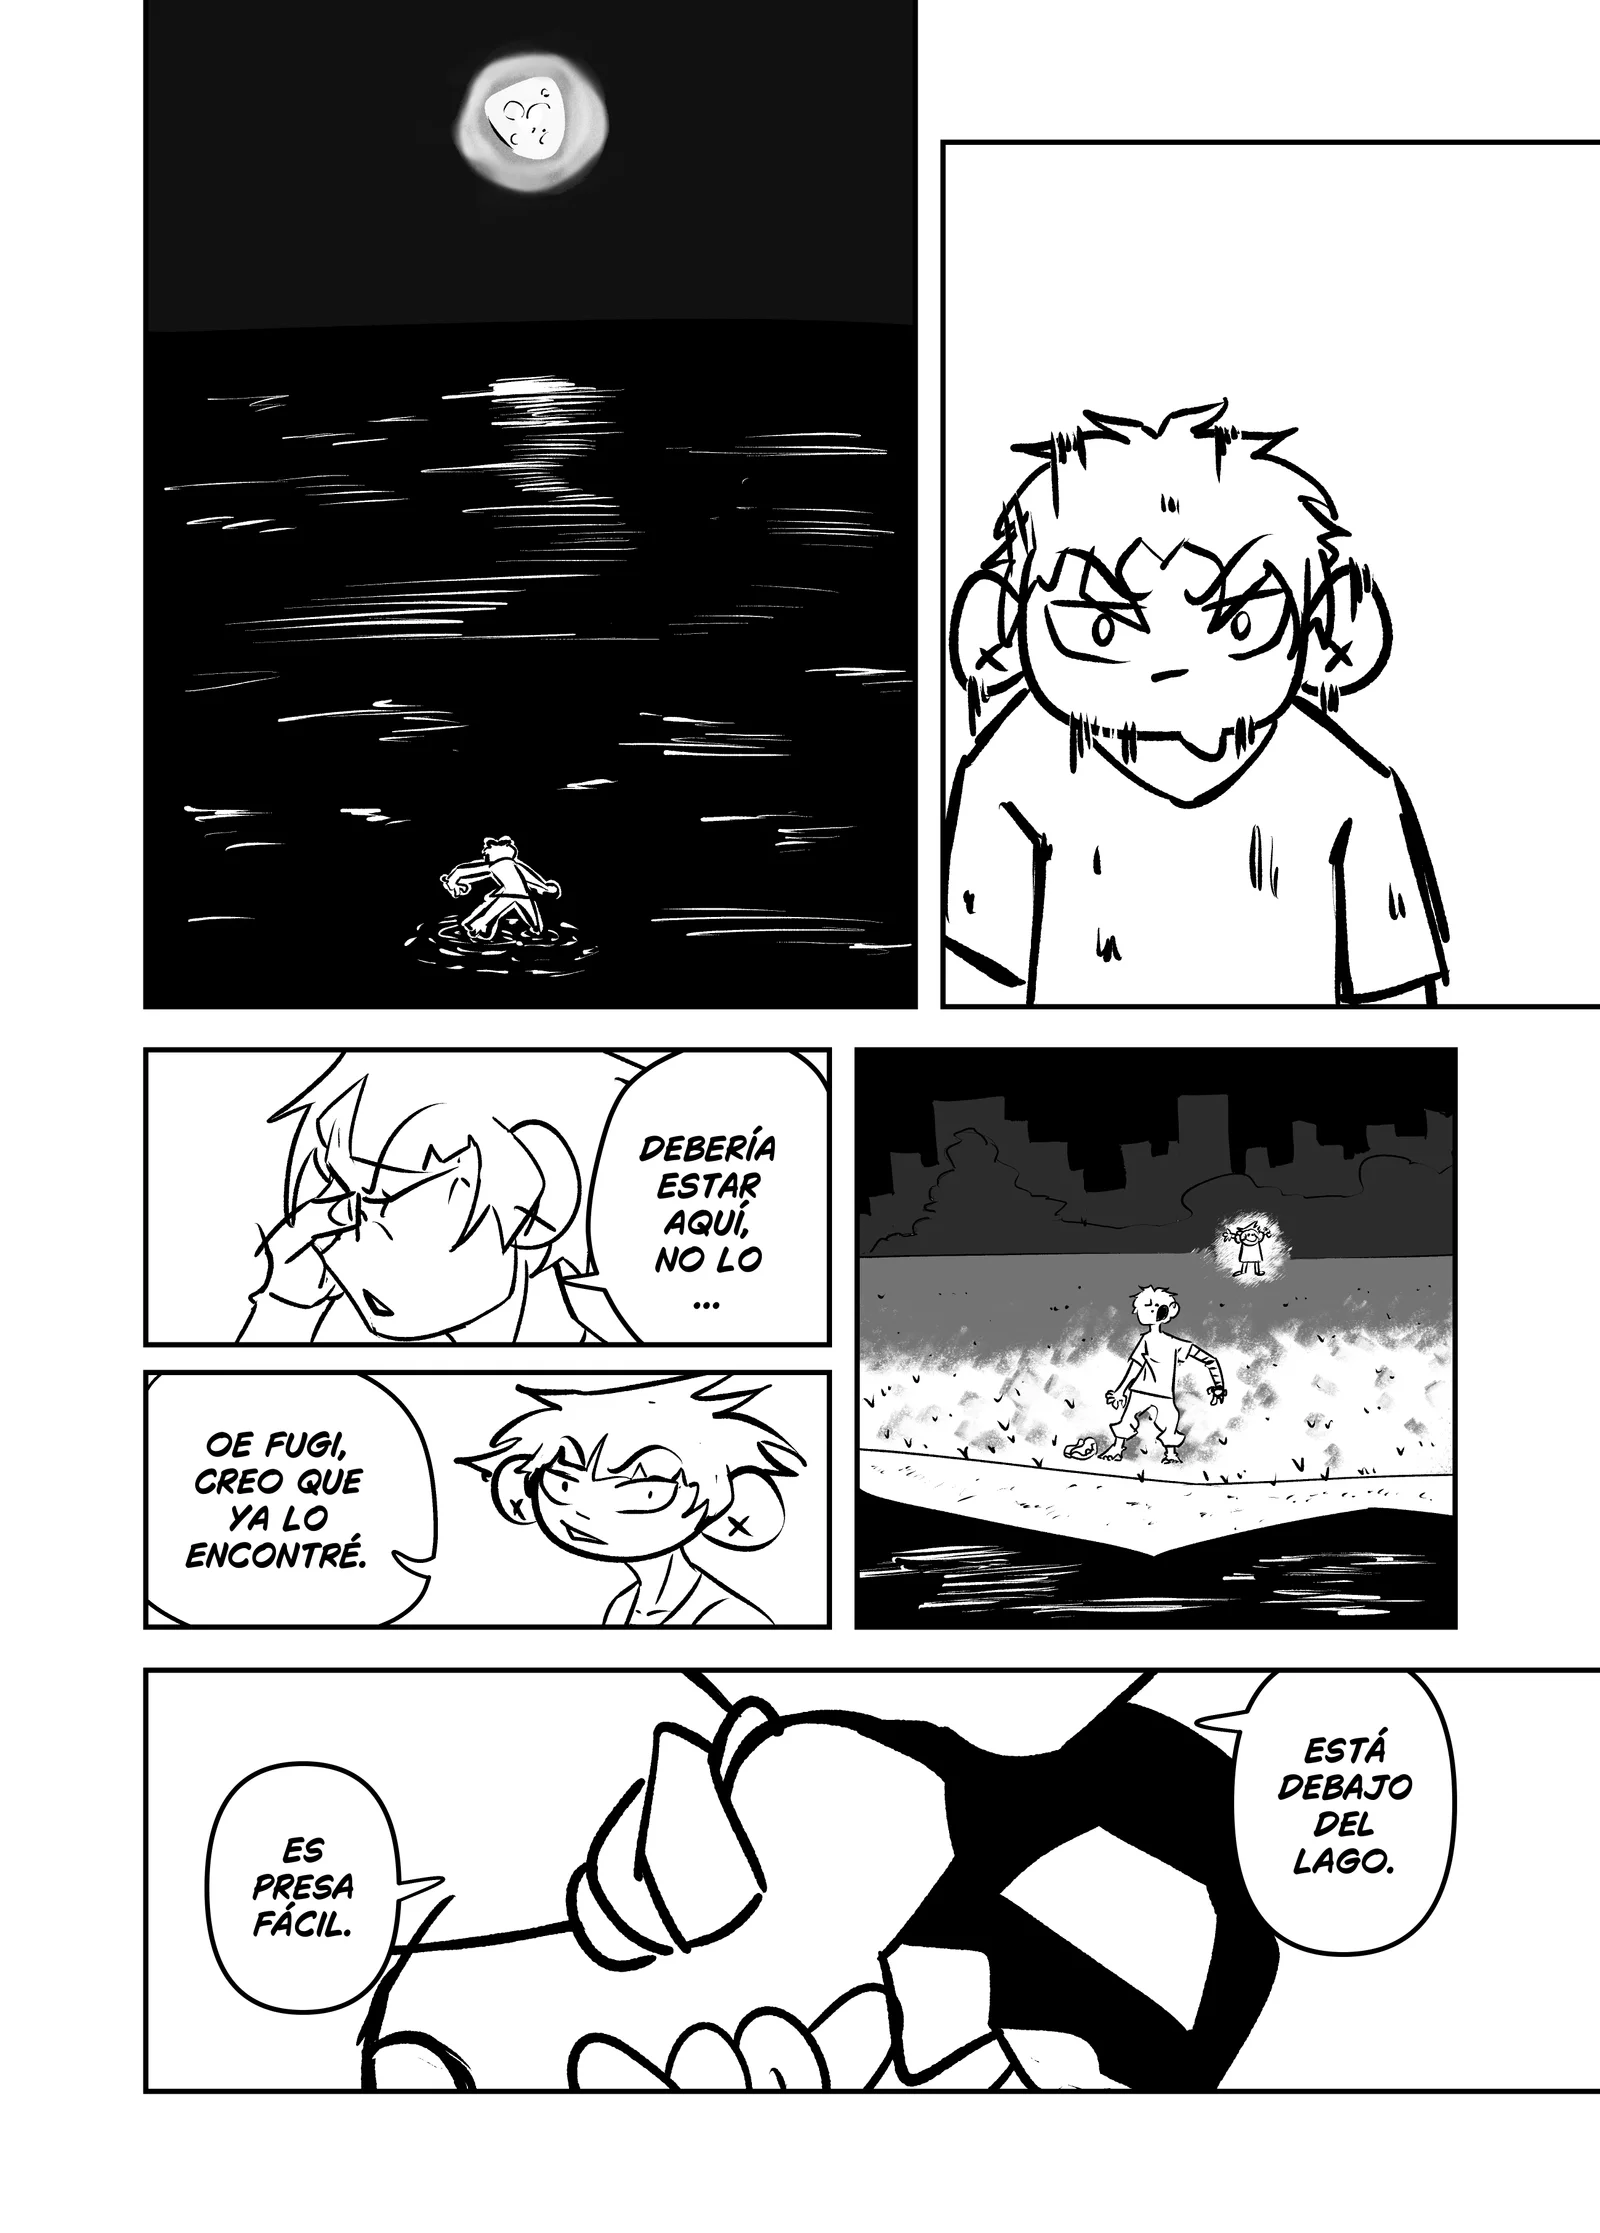 DEBERÍA
ESTAR
AQUÍ,
NO LO
...
OE FUGI,
CREO QUE
YA LO
ENCONTRÉ.
ESTÁ
DEBAJO
DEL
LAGO.
ES
PRESA
FÁCIL.